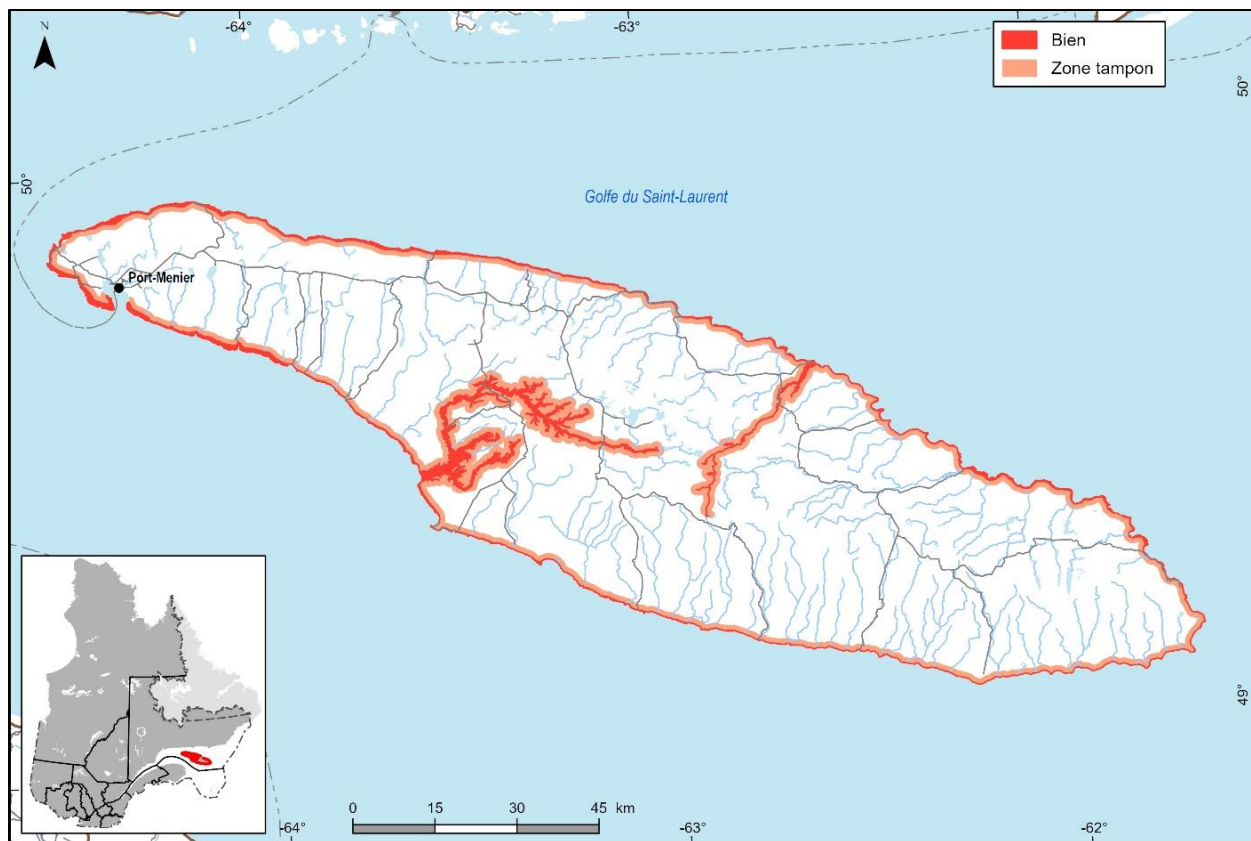 N
-64°
-63°
Bien
Zone tampon
50°
50°
Golfe du Saint-Laurent
Port-Menier
49°
0 15 30 45 km
-64°
-63°
-62°